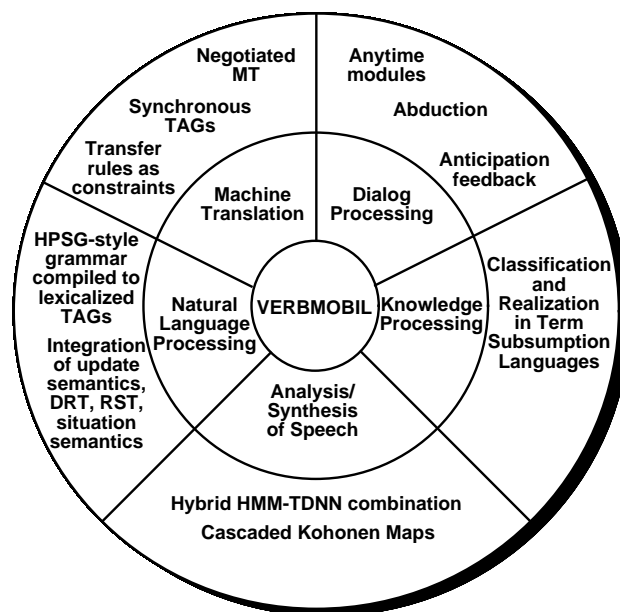 Negotiated
MT
Synchronous
TAGs
Transfer
rules as
constraints
Anytime
modules
Abduction
Anticipation
feedback
Machine
Translation
Dialog
Processing
HPSG-style
grammar
compiled to
lexicalized
TAGs
Integration
of update
semantics,
DRT, RST,
situation
semantics
Natural
Language
Processing
VERBMOBIL
Knowledge
Processing
Classification
and
Realization
in Term
Subsumption
Languages
Analysis/
Synthesis
of Speech
Hybrid HMM-TDNN combination
Cascaded Kohonen Maps